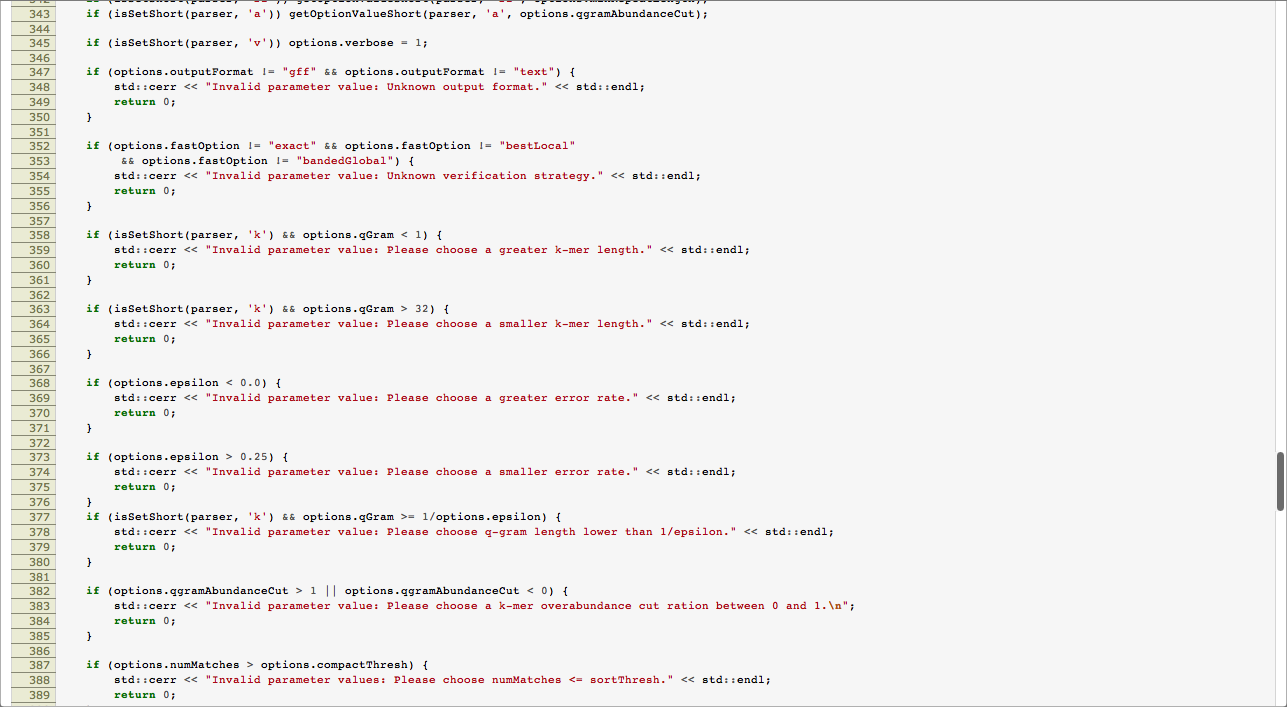 343 if (isSetShort(parser, 'a')) getOptionValueShort(parser, 'a', options.qgramAbundanceCut);
344
345 if (isSetShort(parser, 'v')) options.verbose = 1;
346
347 if (options.outputFormat != "gff" && options.outputFormat != "text") {
348 std::cerr << "Invalid parameter value: Unknown output format." << std::endl;
349 return 0;
350 }
351
352 if (options.fastOption != "exact" && options.fastOption != "bestLocal"
353 && options.fastOption != "bandedGlobal") {
354 std::cerr << "Invalid parameter value: Unknown verification strategy." << std::endl;
355 return 0;
356 }
357
358 if (isSetShort(parser, 'k') && options.qGram < 1) {
359 std::cerr << "Invalid parameter value: Please choose a greater k-mer length." << std::endl;
360 return 0;
361 }
362
363 if (isSetShort(parser, 'k') && options.qGram > 32) {
364 std::cerr << "Invalid parameter value: Please choose a smaller k-mer length." << std::endl;
365 return 0;
366 }
367
368 if (options.epsilon < 0.0) {
369 std::cerr << "Invalid parameter value: Please choose a greater error rate." << std::endl;
370 return 0;
371 }
372
373 if (options.epsilon > 0.25) {
374 std::cerr << "Invalid parameter value: Please choose a smaller error rate." << std::endl;
375 return 0;
376 }
377 if (isSetShort(parser, 'k') && options.qGram >= 1/options.epsilon) {
378 std::cerr << "Invalid parameter value: Please choose q-gram length lower than 1/epsilon." << std::endl;
379 return 0;
380 }
381
382 if (options.qgramAbundanceCut > 1 || options.qgramAbundanceCut < 0) {
383 std::cerr << "Invalid parameter value: Please choose a k-mer overabundance cut ration between 0 and 1.\n";
384 return 0;
385 }
386
387 if (options.numMatches > options.compactThresh) {
388 std::cerr << "Invalid parameter values: Please choose numMatches <= sortThresh." << std::endl;
389 return 0;